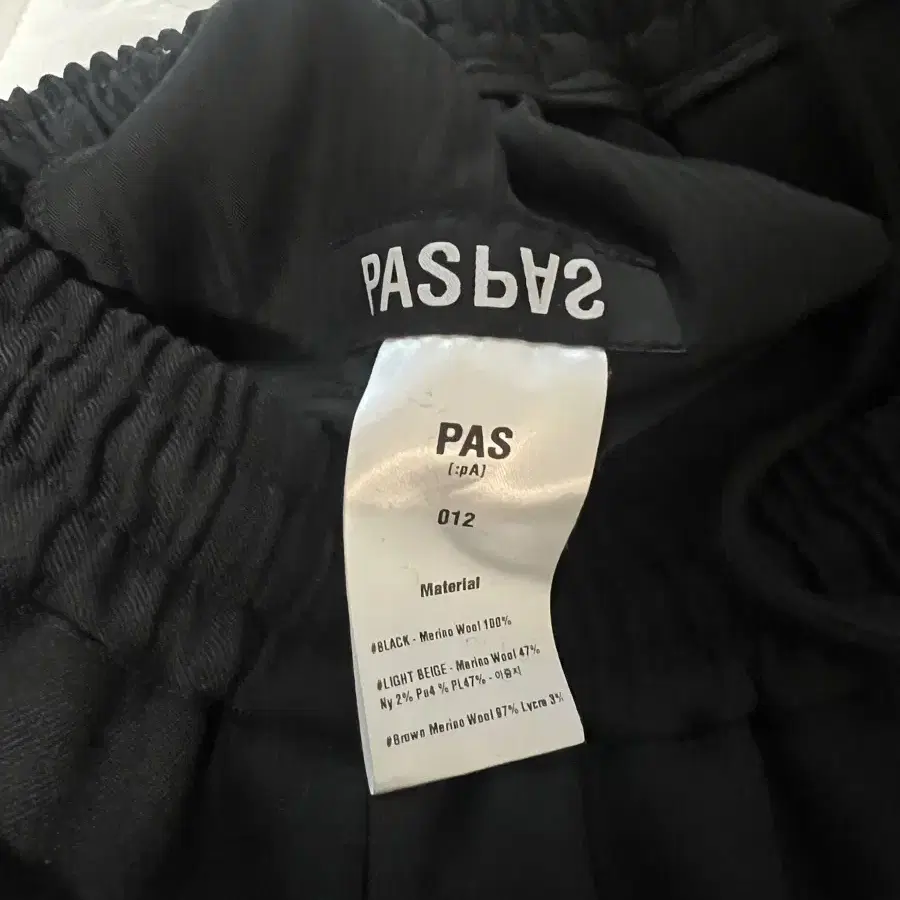 PASPAS
PAS
[:pA]
012
Material
#BLACK - Merino Wool 100%
#LIGHT BEIGE - Merino Wool 47%
Ny 2% Pu4 % PL47% - 이중지
#Brown Merino Wool 97% Lycra 3%